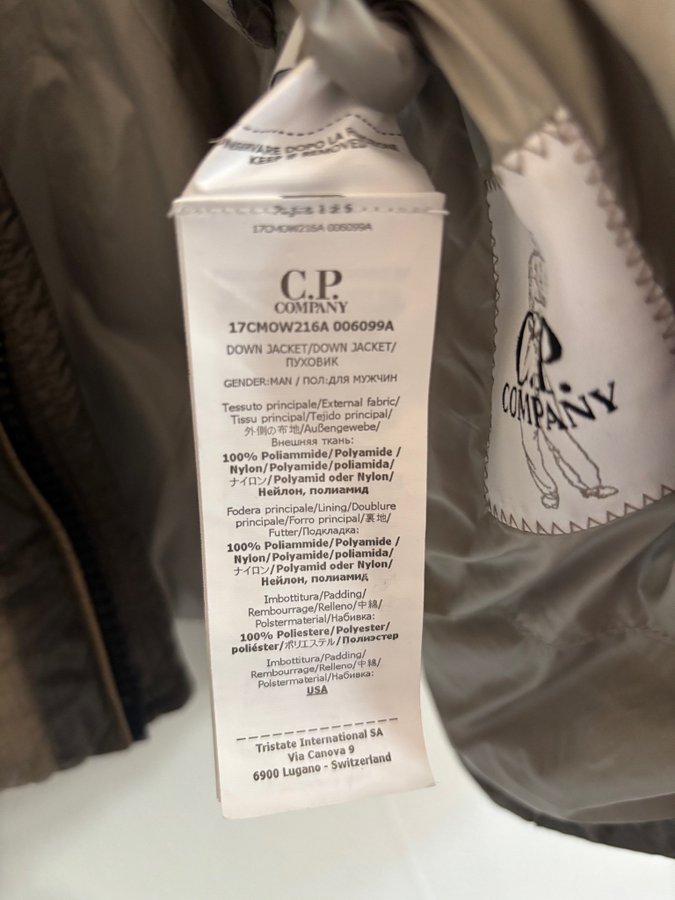 KEEP IF REMOVED
17CMOW216A 006099A
C.P.
COMPANY
17CMOW216A 006099A
DOWN JACKET/DOWN JACKET/
ПУХОВИК
GENDER:MAN / ПОЛ:ДЛЯ МУЖЧИН
Tessuto principale/External fabric/
Tissu principal/Tejido principal/
外側の布地/Außengewebe/
Внешняя ткань:
100% Poliammide/Polyamide /
Nylon/Polyamide/poliamida/
ナイロン/Polyamid oder Nylon/
Нейлон, полиамид
Fodera principale/Lining/Doublure
principale/Forro principal/裏地/
Futter/Подкладка:
100% Poliammide/Polyamide /
Nylon/Polyamide/poliamida/
ナイロン/Polyamid oder Nylon/
Нейлон, полиамид
Imbottitura/Padding/
Rembourrage/Relleno/中綿/
Polstermaterial/Набивка:
100% Poliestere/Polyester/
poliéster/ポリエステル/Полиэстер
Imbottitura/Padding/
Rembourrage/Relleno/中綿/
Polstermaterial/Набивка:
USA
Tristate International SA
Via Canova 9
6900 Lugano - Switzerland
C.P.
COMPANY